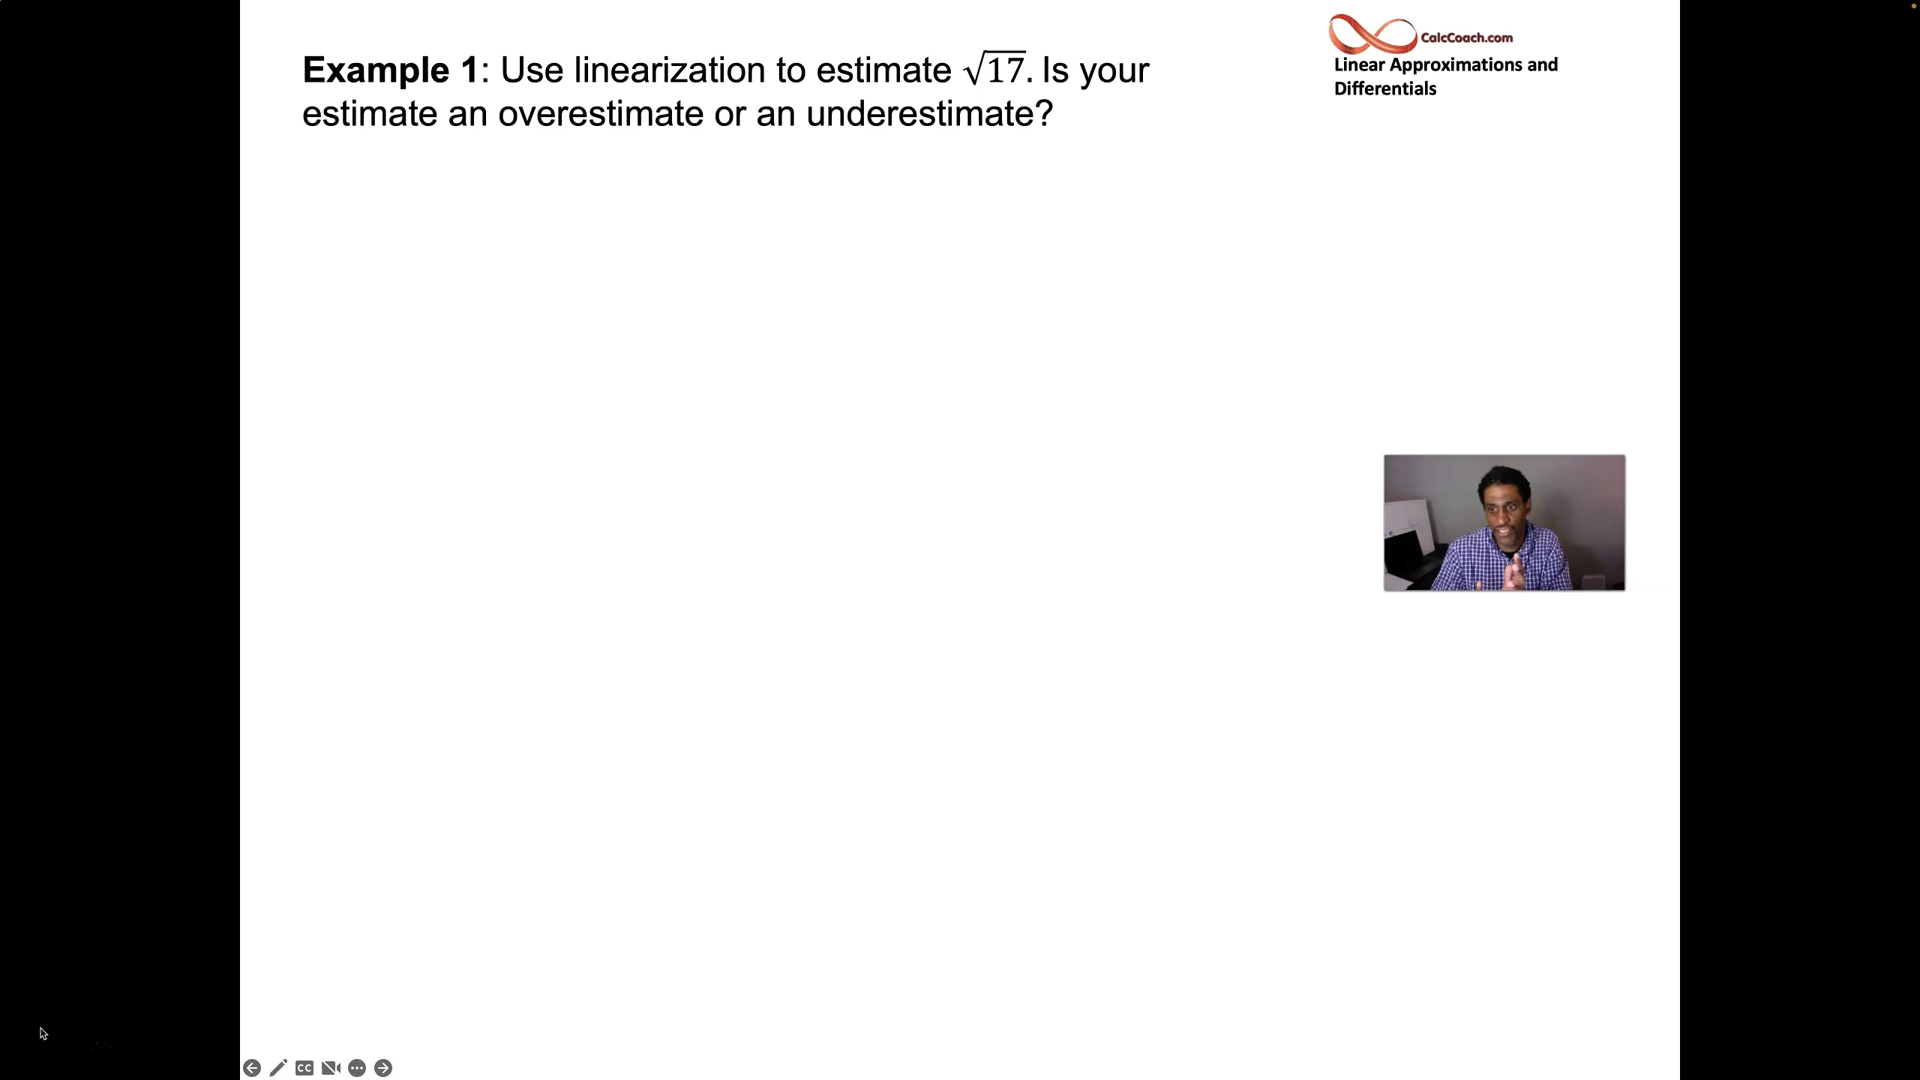 Example 1: Use linearization to estimate √17. Is your
estimate an overestimate or an underestimate?
CalcCoach.com
Linear Approximations and
Differentials
CC